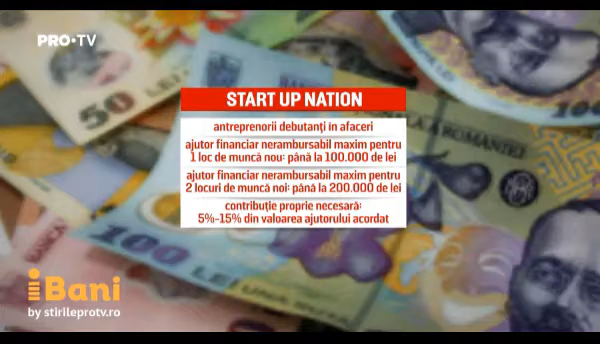 PRO•TV
50 LEI
START UP NATION
antreprenorii debutanți în afaceri
ajutor financiar nerambursabil maxim pentru
1 loc de muncă nou: până la 100.000 de lei
ajutor financiar nerambursabil maxim pentru
2 locuri de muncă noi: până la 200.000 de lei
contribuție proprie necesară:
5%-15% din valoarea ajutorului acordat
A ROMANIEI
100
100 LEI
iBani
by stirileprotv.ro